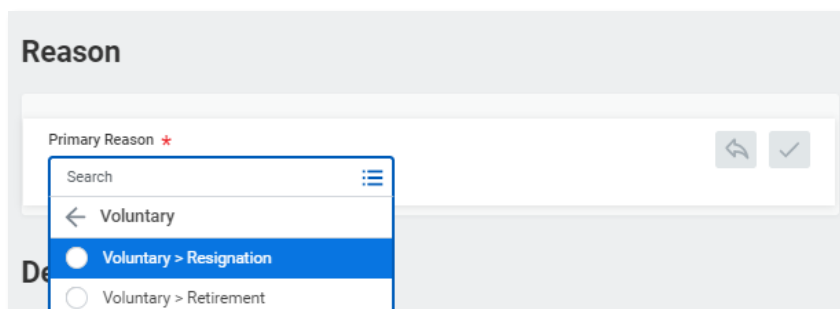 Reason
Primary Reason *
Search
Voluntary
Voluntary > Resignation
Voluntary > Retirement